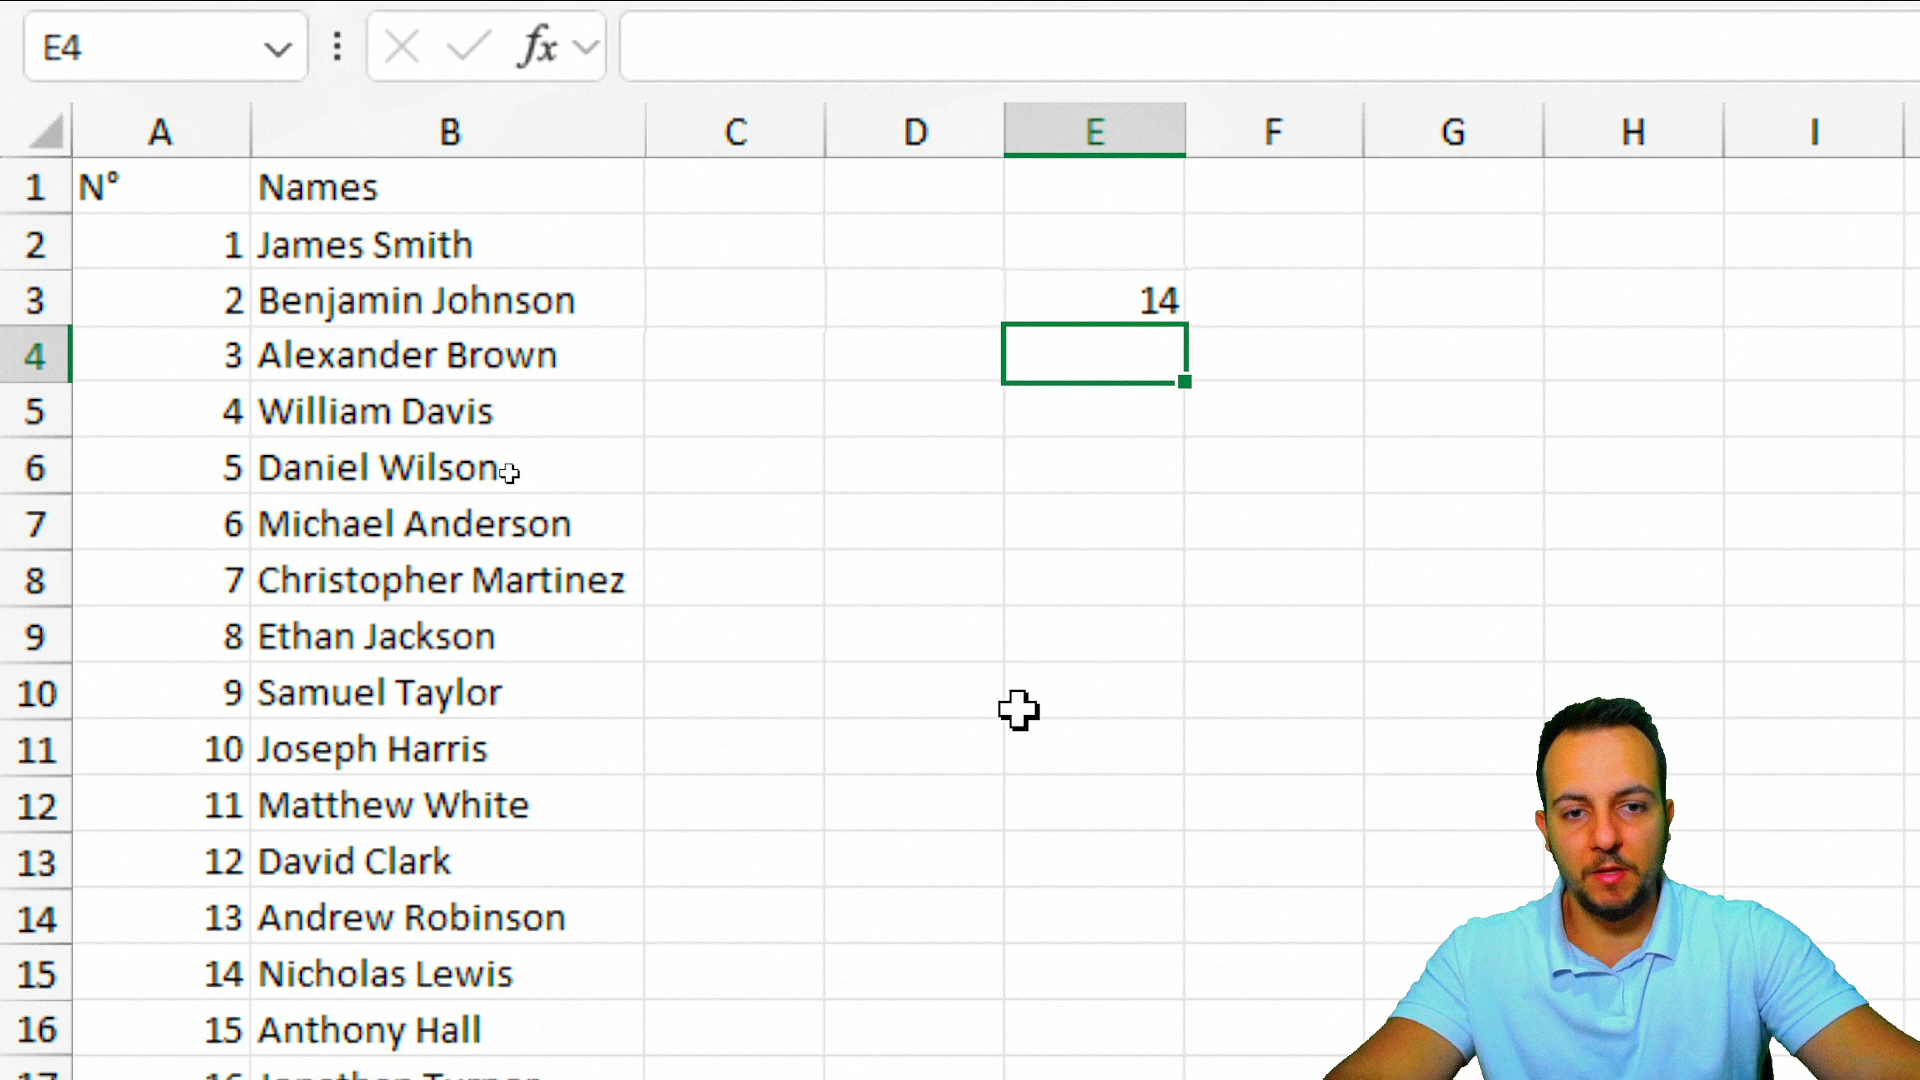 E4
fx
A B C D E F G H I
1 N° Names
2 1 James Smith
3 2 Benjamin Johnson 14
4 3 Alexander Brown
5 4 William Davis
6 5 Daniel Wilson
7 6 Michael Anderson
8 7 Christopher Martinez
9 8 Ethan Jackson
10 9 Samuel Taylor
11 10 Joseph Harris
12 11 Matthew White
13 12 David Clark
14 13 Andrew Robinson
15 14 Nicholas Lewis
16 15 Anthony Hall
17 16 Jonathan Turner